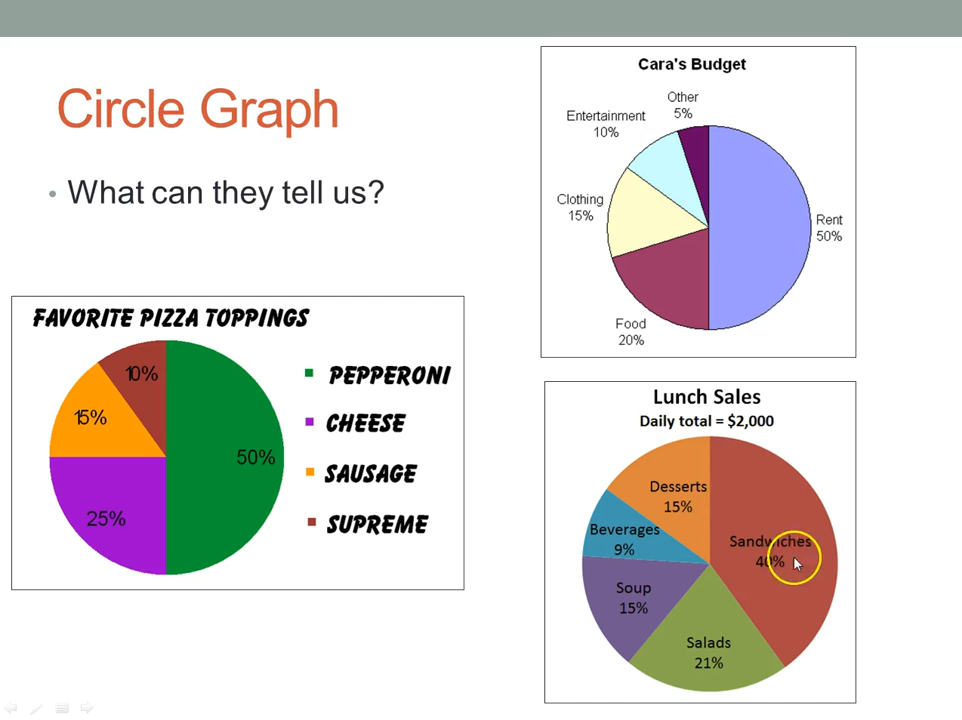 Circle Graph
• What can they tell us?
Cara's Budget
Other
5%
Entertainment
10%
Clothing
15%
Rent
50%
Food
20%
FAVORITE PIZZA TOPPINGS
10%
15%
50%
25%
PEPPERONI
CHEESE
SAUSAGE
SUPREME
Lunch Sales
Daily total = $2,000
Desserts
15%
Beverages
9%
Sandwiches
40%
Soup
15%
Salads
21%